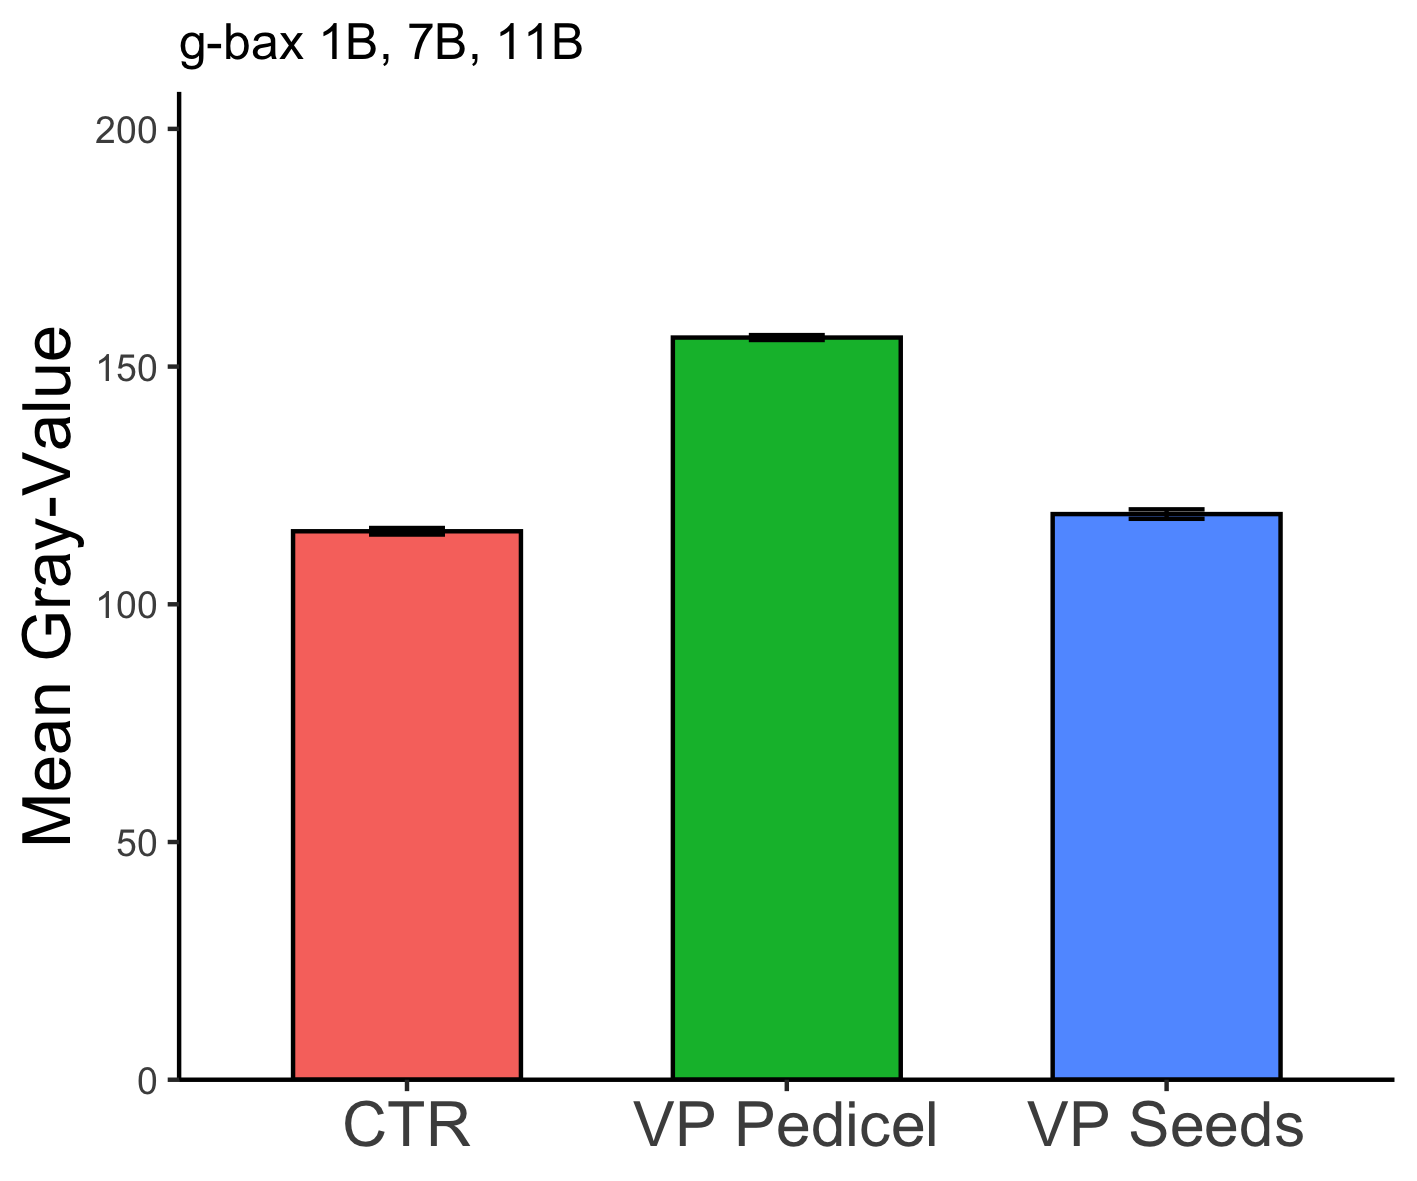 g-bax 1B, 7B, 11B
Mean Gray-Value
200
150
100
50
0
CTR
VP Pedicel
VP Seeds